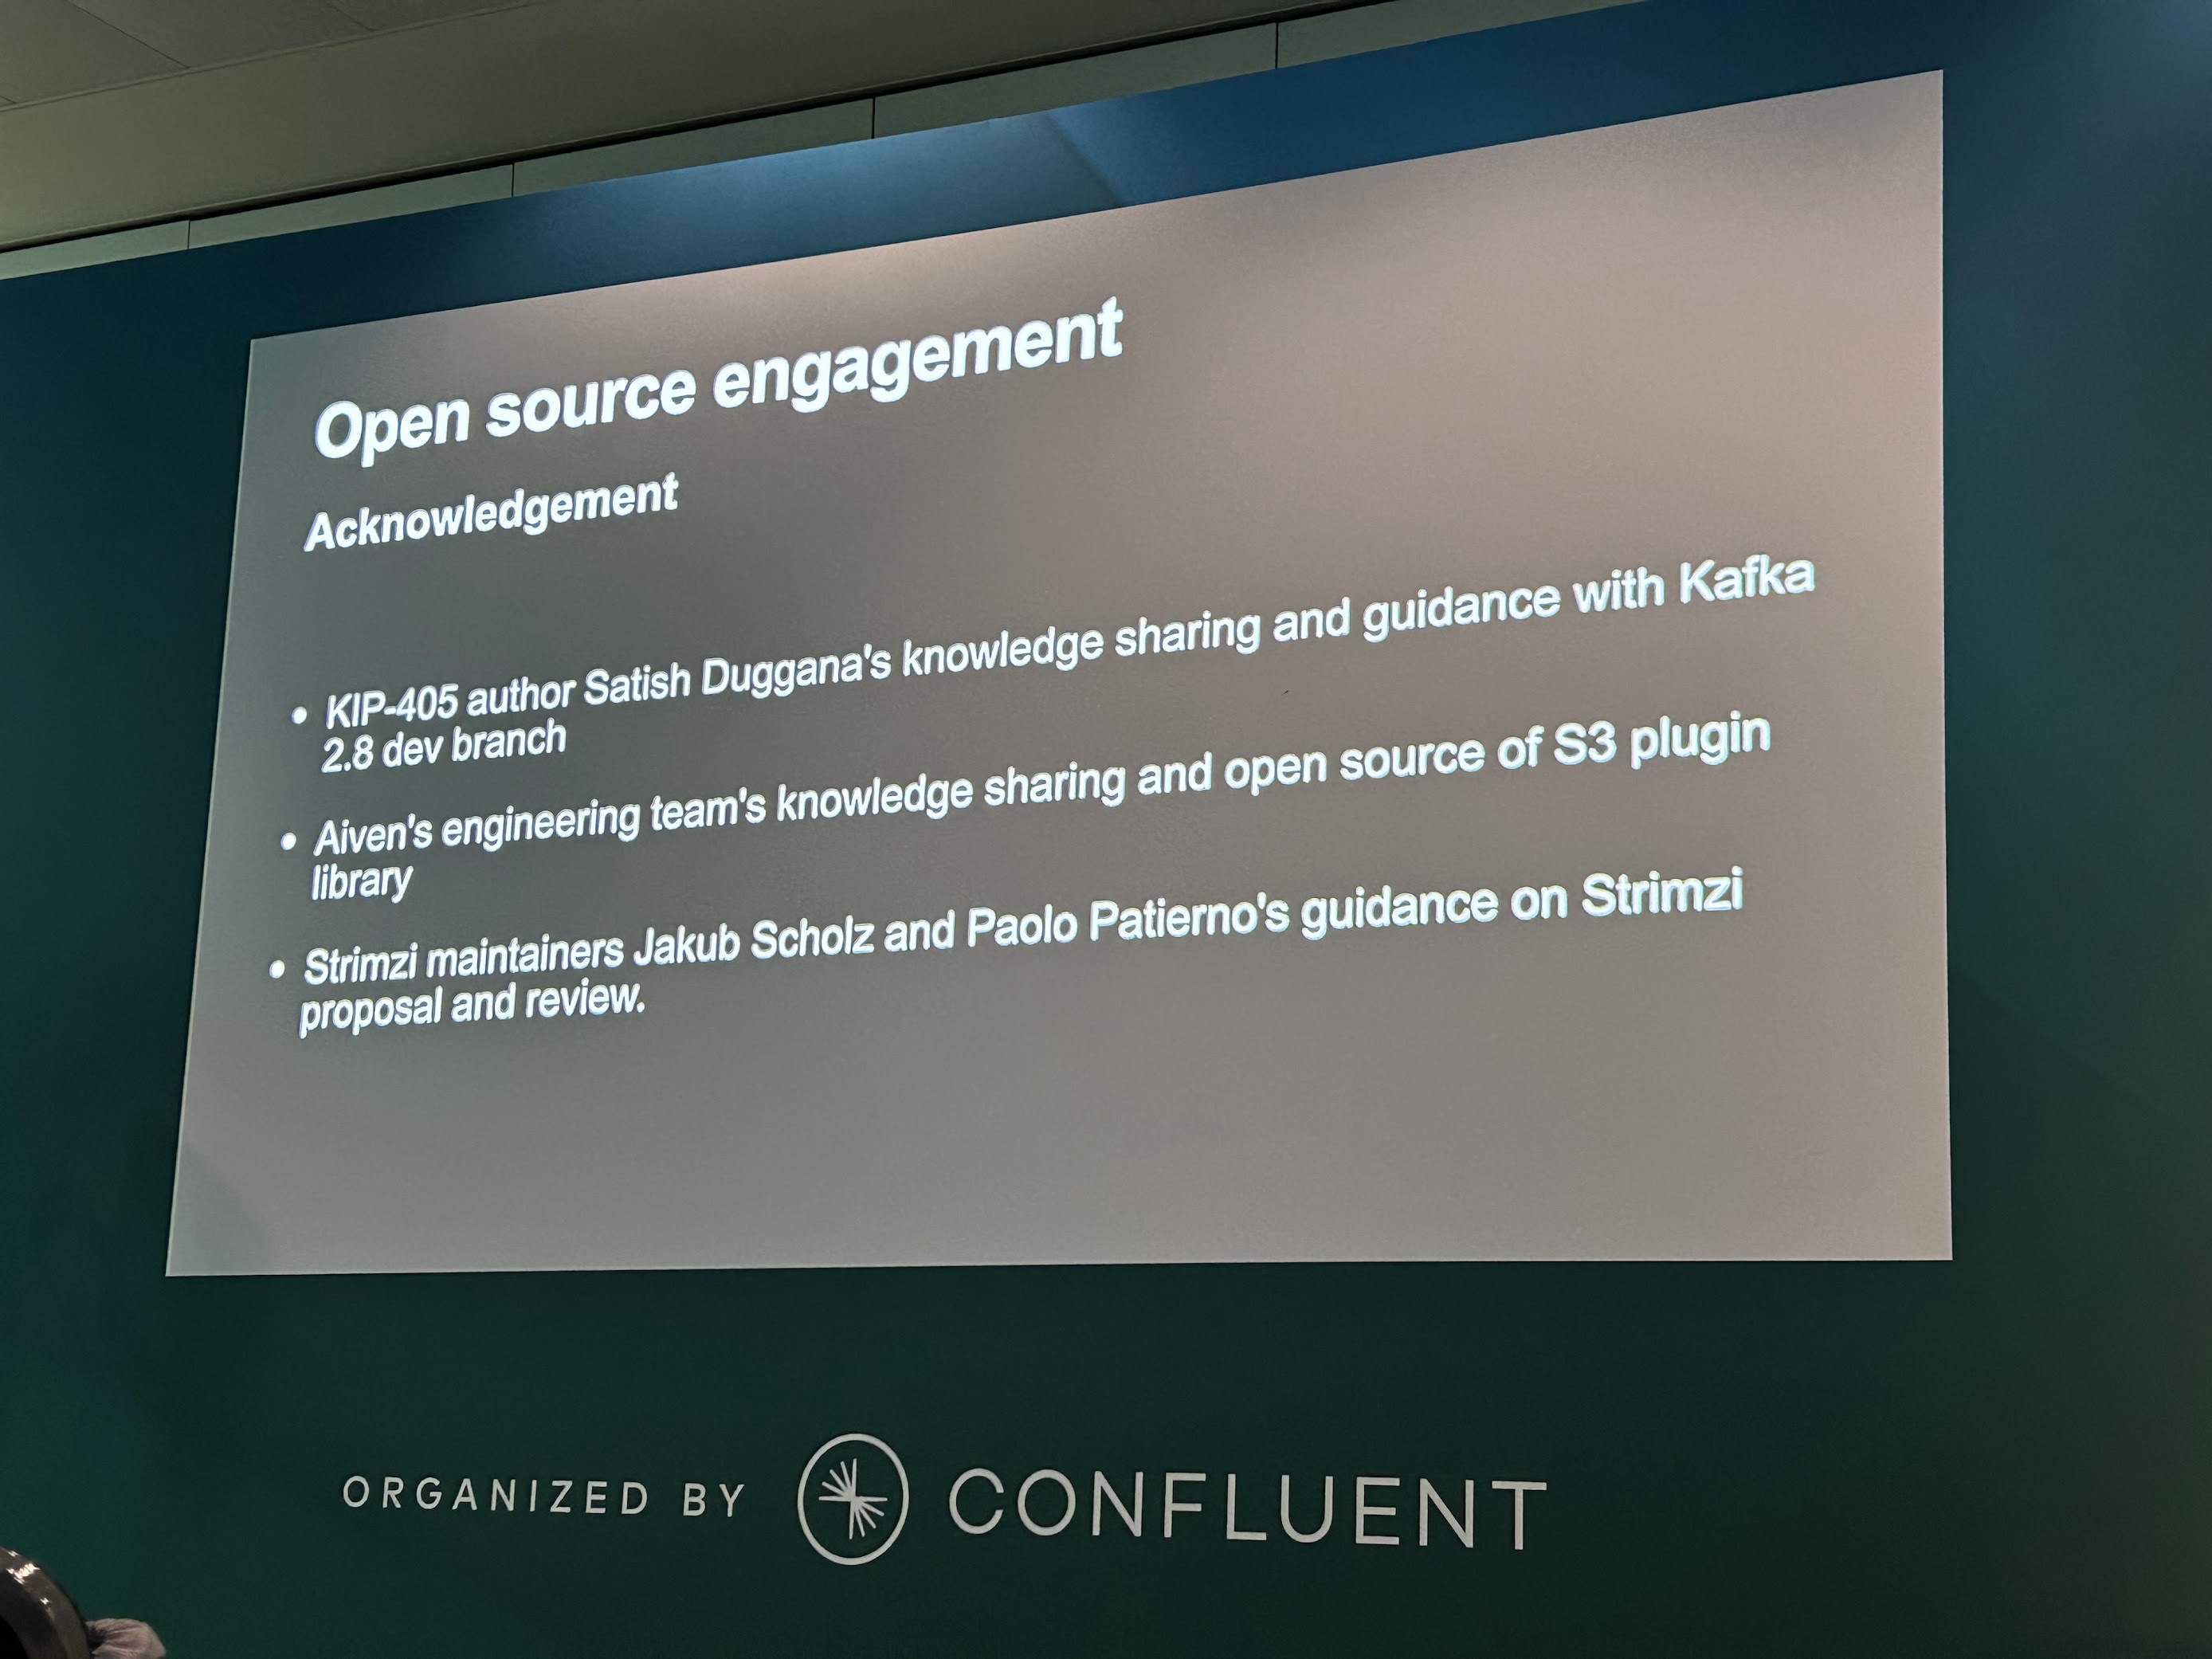 Open source engagement
Acknowledgement
• KIP-405 author Satish Duggana's knowledge sharing and guidance with Kafka
2.8 dev branch
• Aiven's engineering team's knowledge sharing and open source of S3 plugin
library
• Strimzi maintainers Jakub Scholz and Paolo Patierno's guidance on Strimzi
proposal and review.
ORGANIZED BY CONFLUENT